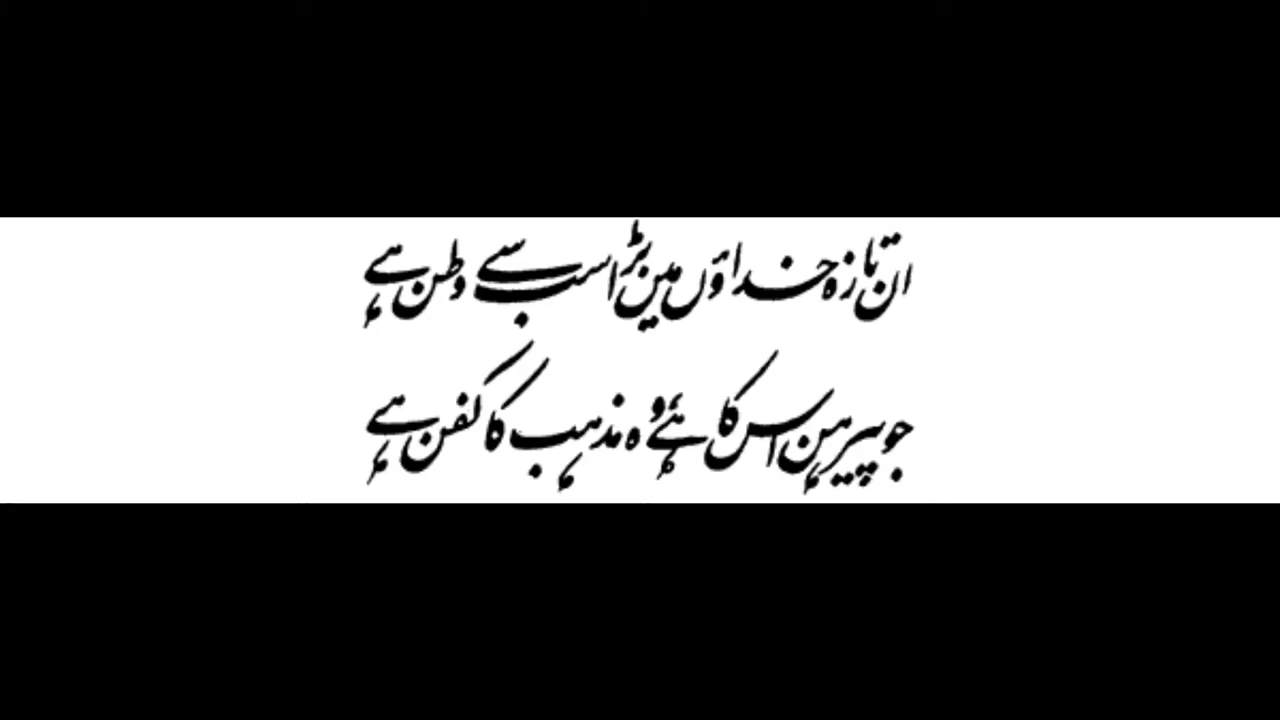 ان تازہ خداؤں میں بڑا سب سے وطن ہے
جو پیرہن اس کا ہے، وہ مذہب کا کفن ہے